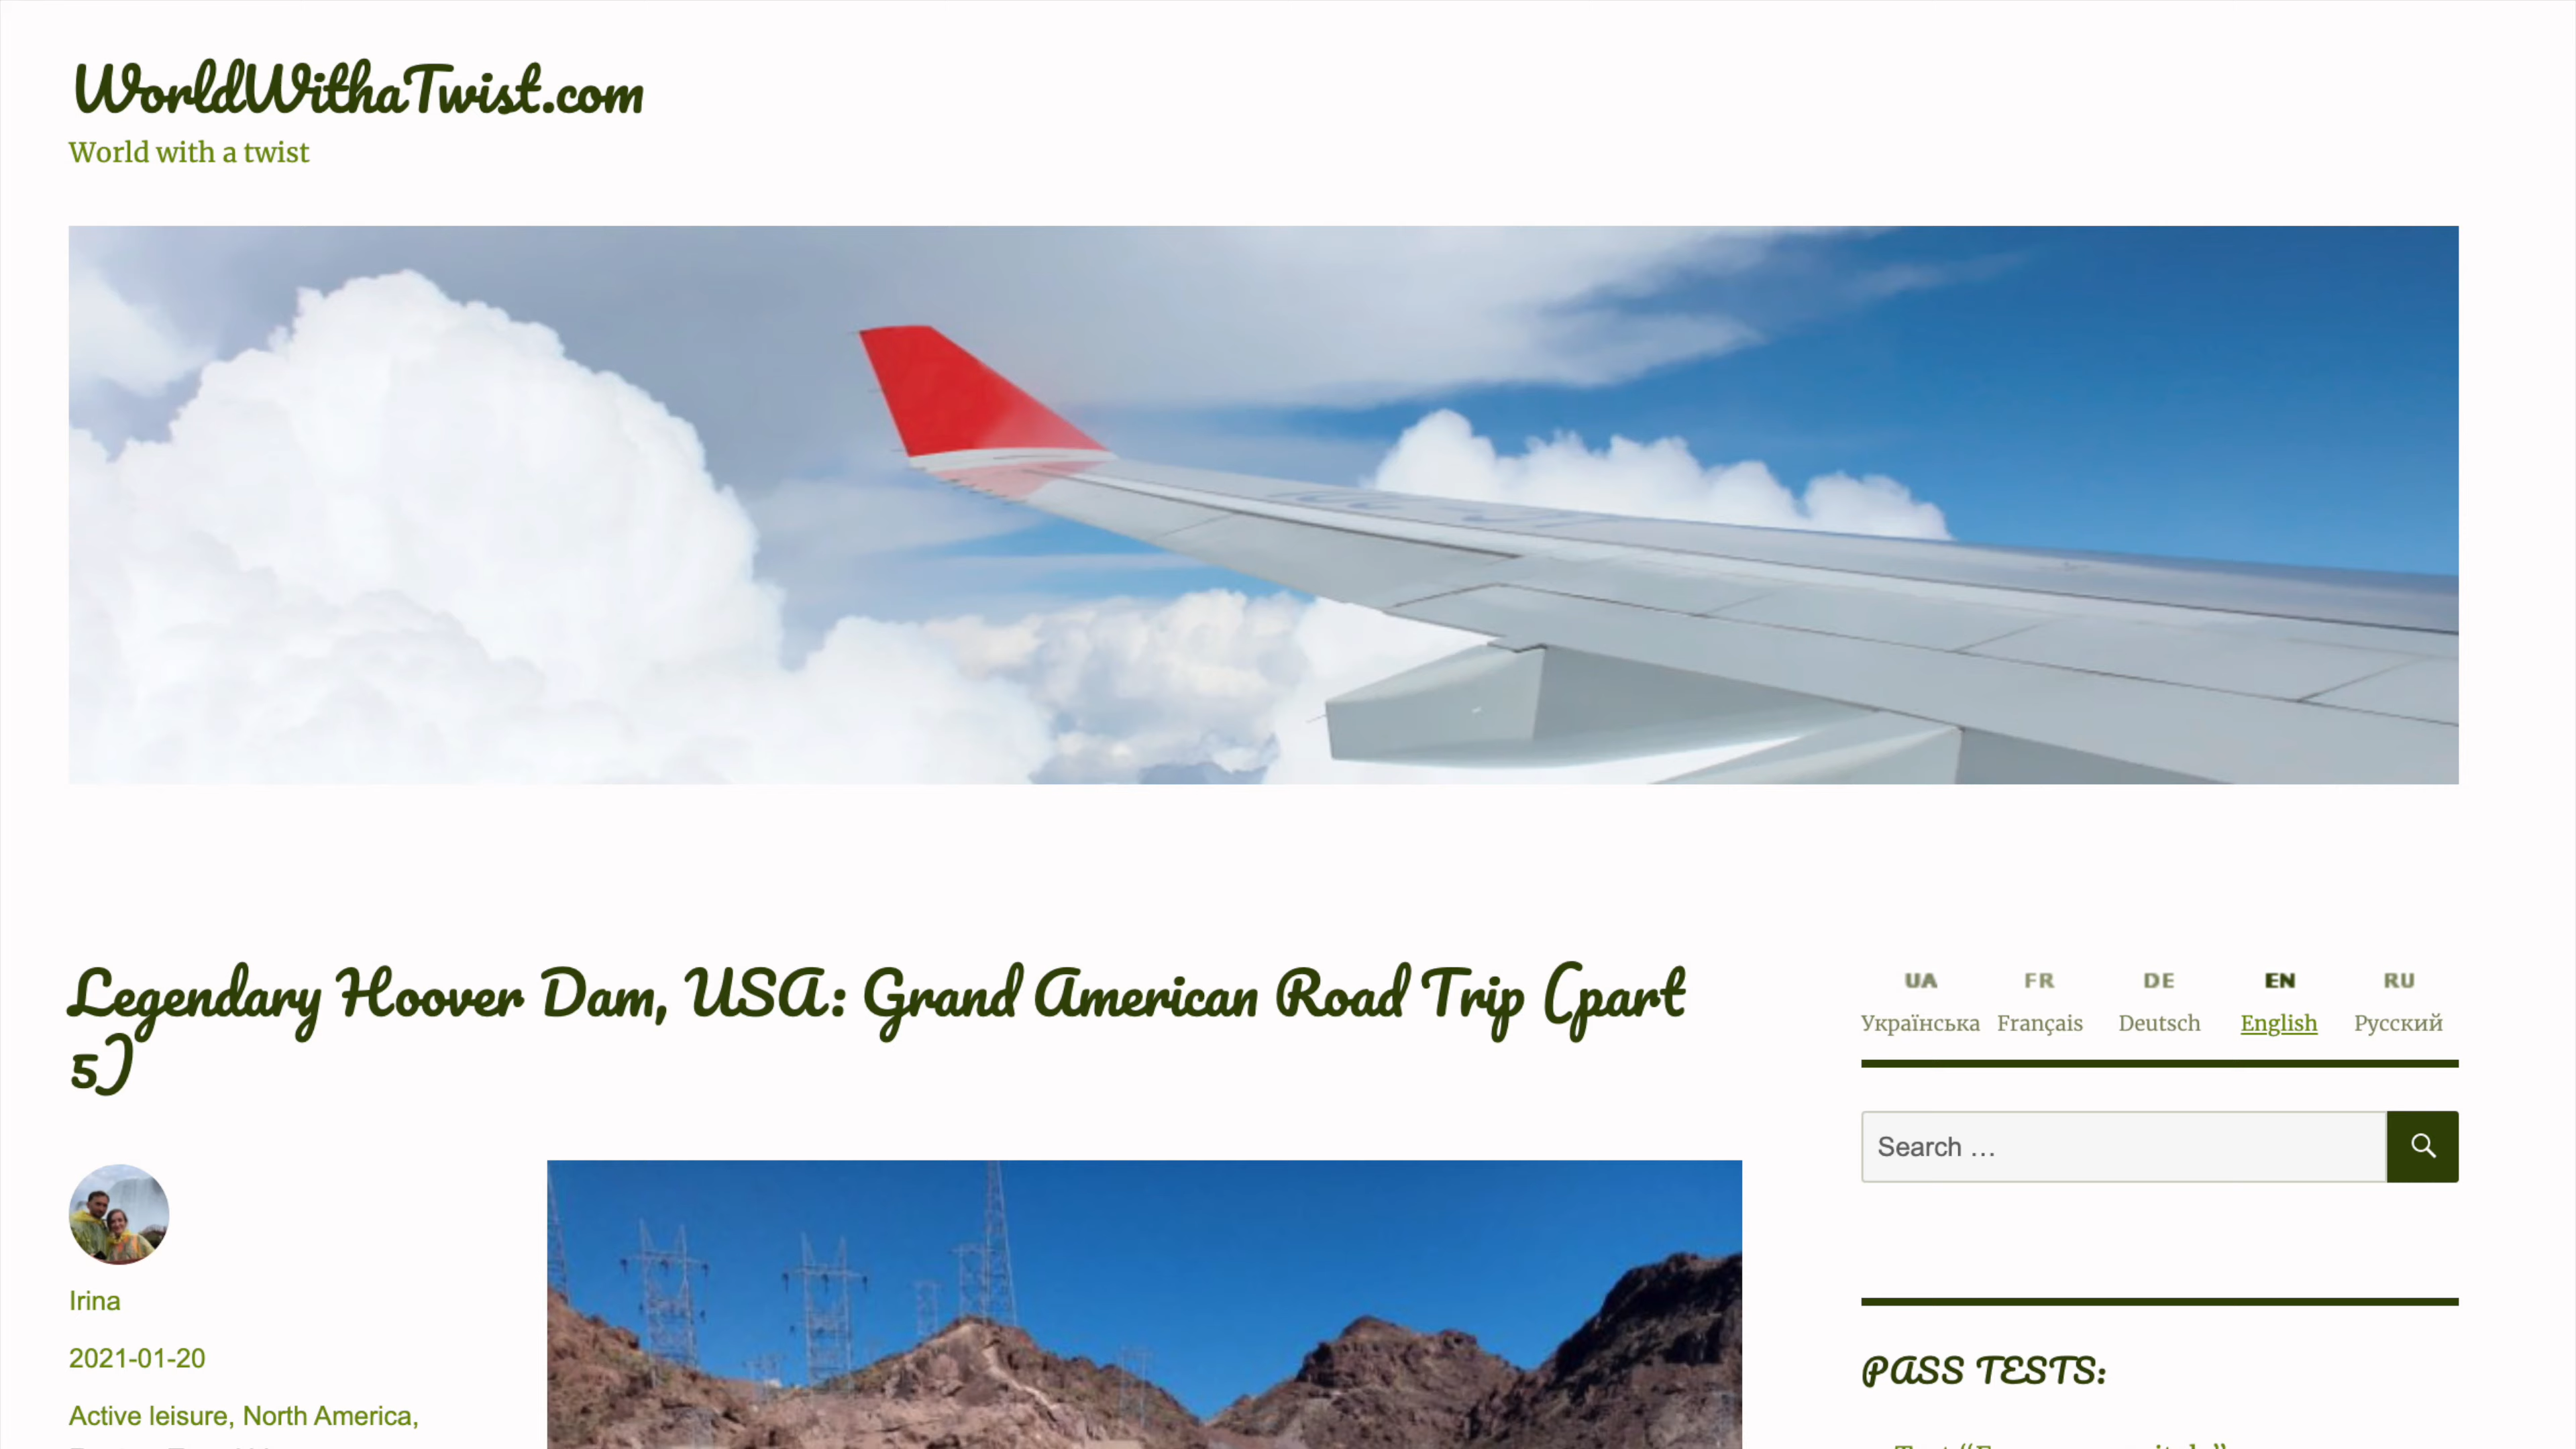 WorldWithaTwist.com
World with a twist
Legendary Hoover Dam, USA: Grand American Road Trip (part
5)
Irina
2021-01-20
Active leisure, North America,
UA FR DE EN RU
Українська Français Deutsch English Русский
Search …
PASS TESTS: